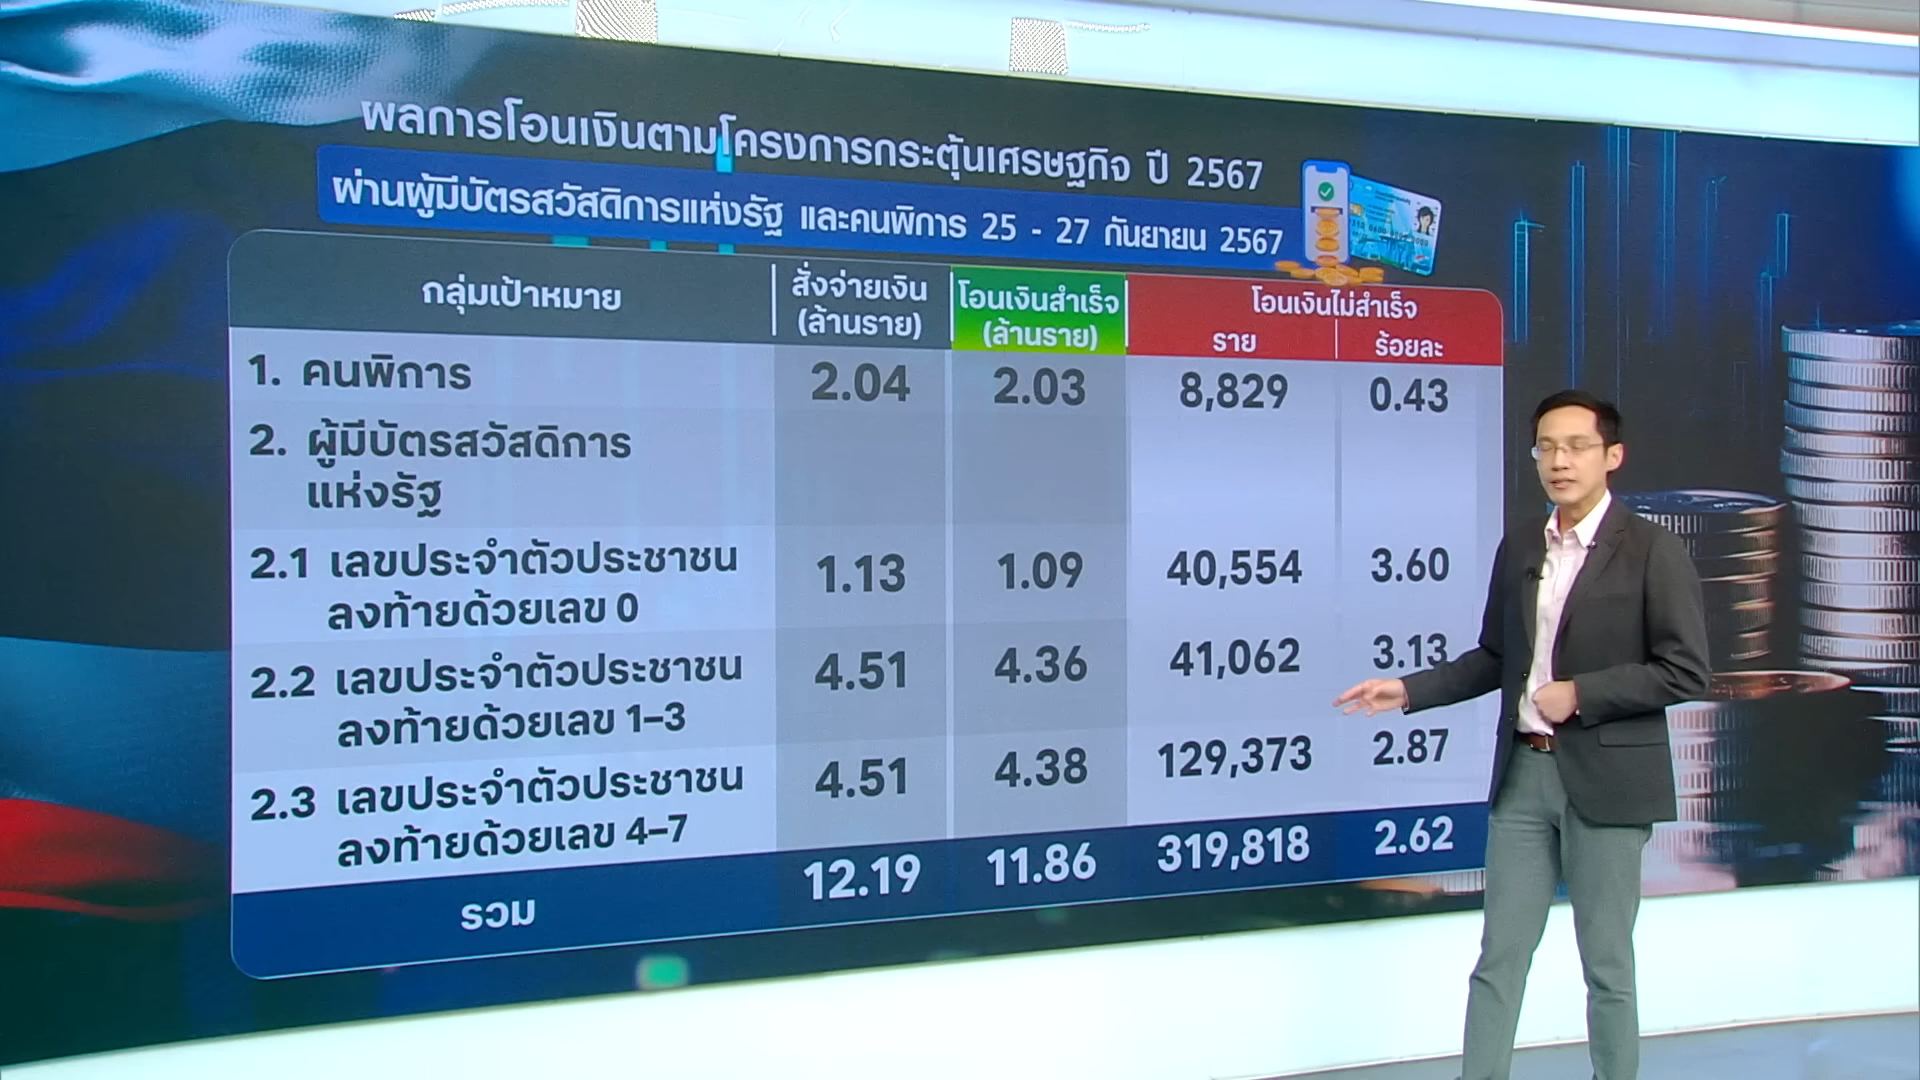 ผลการโอนเงินตามโครงการกระตุ้นเศรษฐกิจ ปี 2567
ผ่านผู้มีบัตรสวัสดิการแห่งรัฐ และคนพิการ 25 - 27 กันยายน 2567
กลุ่มเป้าหมาย สั่งจ่ายเงิน (ล้านราย) โอนเงินสำเร็จ (ล้านราย) โอนเงินไม่สำเร็จ
ราย ร้อยละ
1. คนพิการ 2.04 2.03 8,829 0.43
2. ผู้มีบัตรสวัสดิการ
แห่งรัฐ
2.1 เลขประจำตัวประชาชน 1.13 1.09 40,554 3.60
ลงท้ายด้วยเลข 0
2.2 เลขประจำตัวประชาชน 4.51 4.36 41,062 3.13
ลงท้ายด้วยเลข 1-3
2.3 เลขประจำตัวประชาชน 4.51 4.38 129,373 2.87
ลงท้ายด้วยเลข 4-7
รวม 12.19 11.86 319,818 2.62